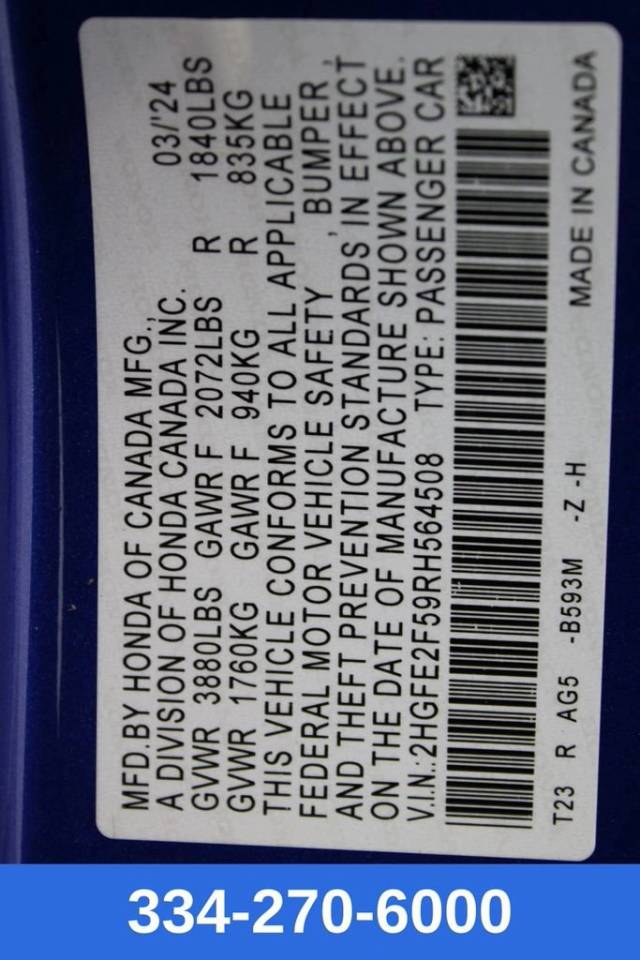 MFD.BY HONDA OF CANADA MFG.,
A DIVISION OF HONDA CANADA INC. 03/'24
GVWR 3880LBS GAWR F 2072LBS R 1840LBS
GVWR 1760KG GAWR F 940KG R 835KG
THIS VEHICLE CONFORMS TO ALL APPLICABLE
FEDERAL MOTOR VEHICLE SAFETY , BUMPER ,
AND THEFT PREVENTION STANDARDS IN EFFECT
ON THE DATE OF MANUFACTURE SHOWN ABOVE.
V.I.N.:2HGFE2F59RH564508 TYPE: PASSENGER CAR
T23 R AG5 -B593M -Z -H MADE IN CANADA
334-270-6000